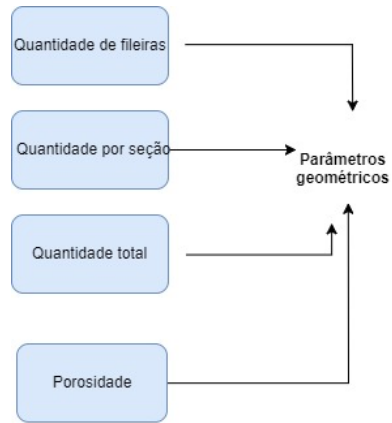 Quantidade de fileiras
Quantidade por seção
Parâmetros
geométricos
Quantidade total
Porosidade